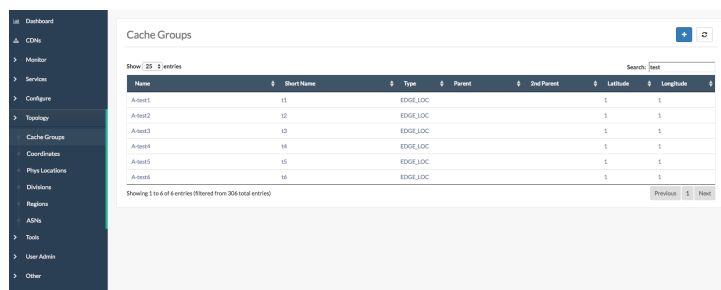 Dashboard
CDNs
Monitor
Services
Configure
Topology
Cache Groups
Coordinates
Phys Locations
Divisions
Regions
ASNs
Tools
User Admin
Other
Cache Groups
Show 25 entries
Search: test
Name Short Name Type Parent 2nd Parent Latitude Longitude
A-test1 t1 EDGE_LOC 1 1
A-test2 t2 EDGE_LOC 1 1
A-test3 t3 EDGE_LOC 1 1
A-test4 t4 EDGE_LOC 1 1
A-test5 t5 EDGE_LOC 1 1
A-test6 t6 EDGE_LOC 1 1
Showing 1 to 6 of 6 entries (filtered from 306 total entries)
Previous 1 Next